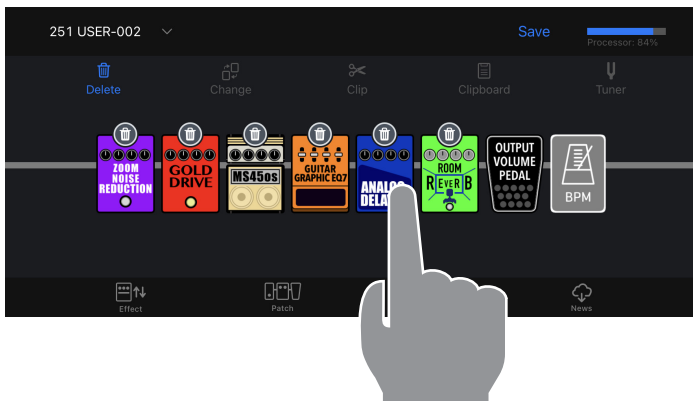 251 USER-002
Save
Processor: 84%
Delete
Change
Clip
Clipboard
Tuner
ZOOM
NOISE
REDUCTION
GOLD
DRIVE
MS45os
GUITAR
GRAPHIC EQ7
ANALOG
DELAY
ROOM
REvERB
OUTPUT
VOLUME
PEDAL
BPM
Effect
Patch
News